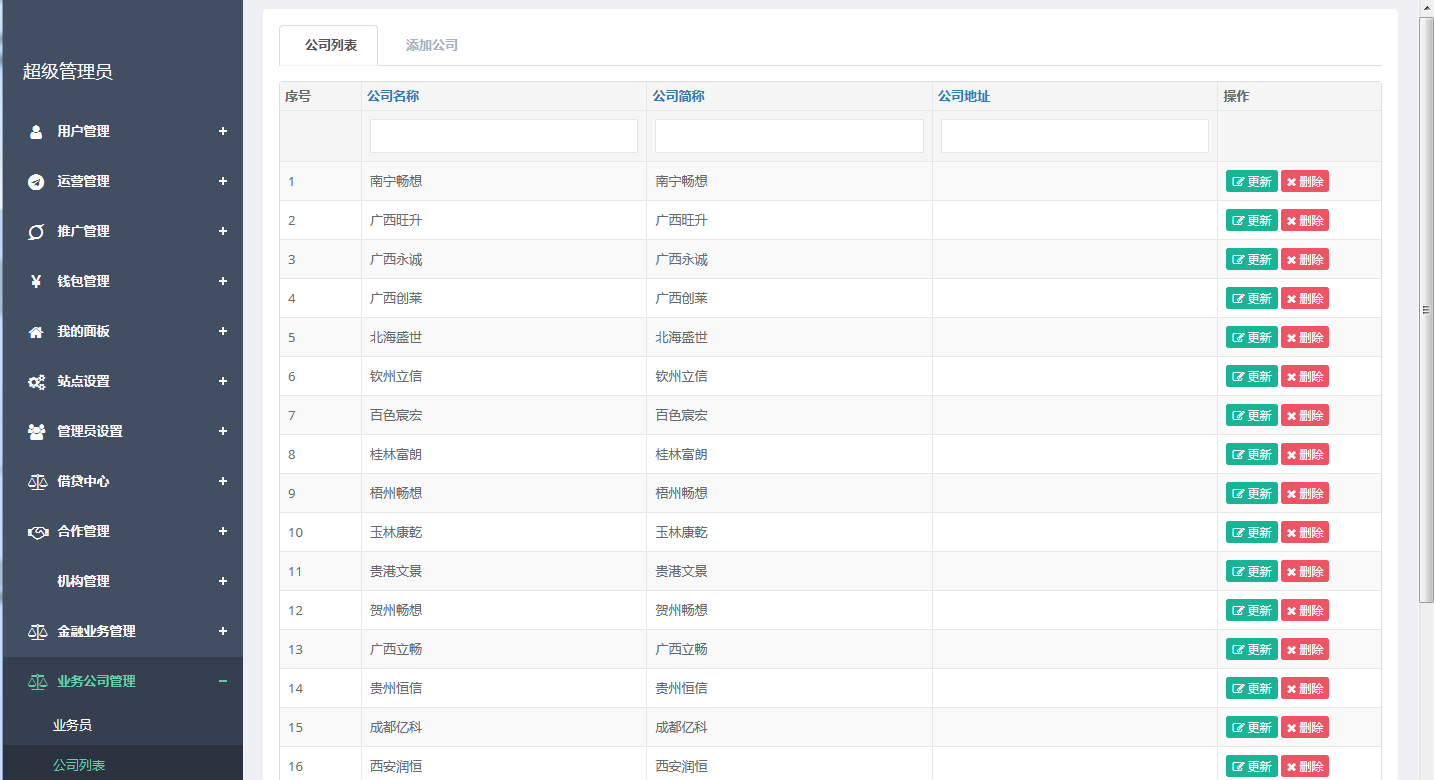 超级管理员
用户管理 +
运营管理 +
推广管理 +
钱包管理 +
我的面板 +
站点设置 +
管理员设置 +
借贷中心 +
合作管理 +
机构管理 +
金融业务管理 +
业务公司管理 −
业务员
公司列表
公司列表 添加公司
序号 公司名称 公司简称 公司地址 操作
1 南宁畅想 南宁畅想 更新 删除
2 广西旺升 广西旺升 更新 删除
3 广西永诚 广西永诚 更新 删除
4 广西创莱 广西创莱 更新 删除
5 北海盛世 北海盛世 更新 删除
6 钦州立信 钦州立信 更新 删除
7 百色宸宏 百色宸宏 更新 删除
8 桂林富朗 桂林富朗 更新 删除
9 梧州畅想 梧州畅想 更新 删除
10 玉林康乾 玉林康乾 更新 删除
11 贵港文景 贵港文景 更新 删除
12 贺州畅想 贺州畅想 更新 删除
13 广西立畅 广西立畅 更新 删除
14 贵州恒信 贵州恒信 更新 删除
15 成都亿科 成都亿科 更新 删除
16 西安润恒 西安润恒 更新 删除